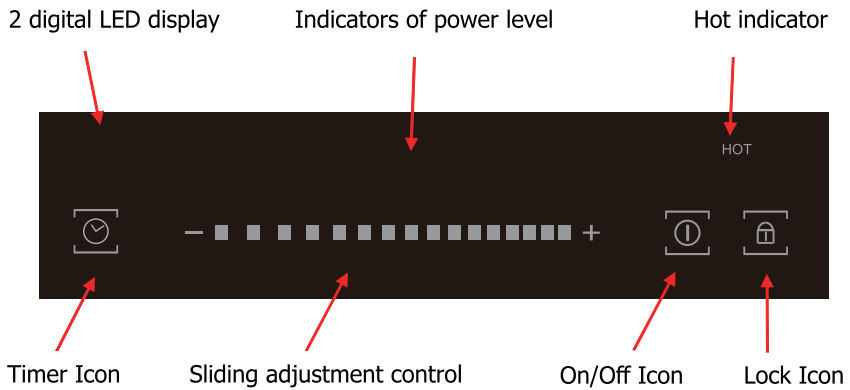 2 digital LED display
Indicators of power level
Hot indicator
HOT
Timer Icon
Sliding adjustment control
On/Off Icon
Lock Icon